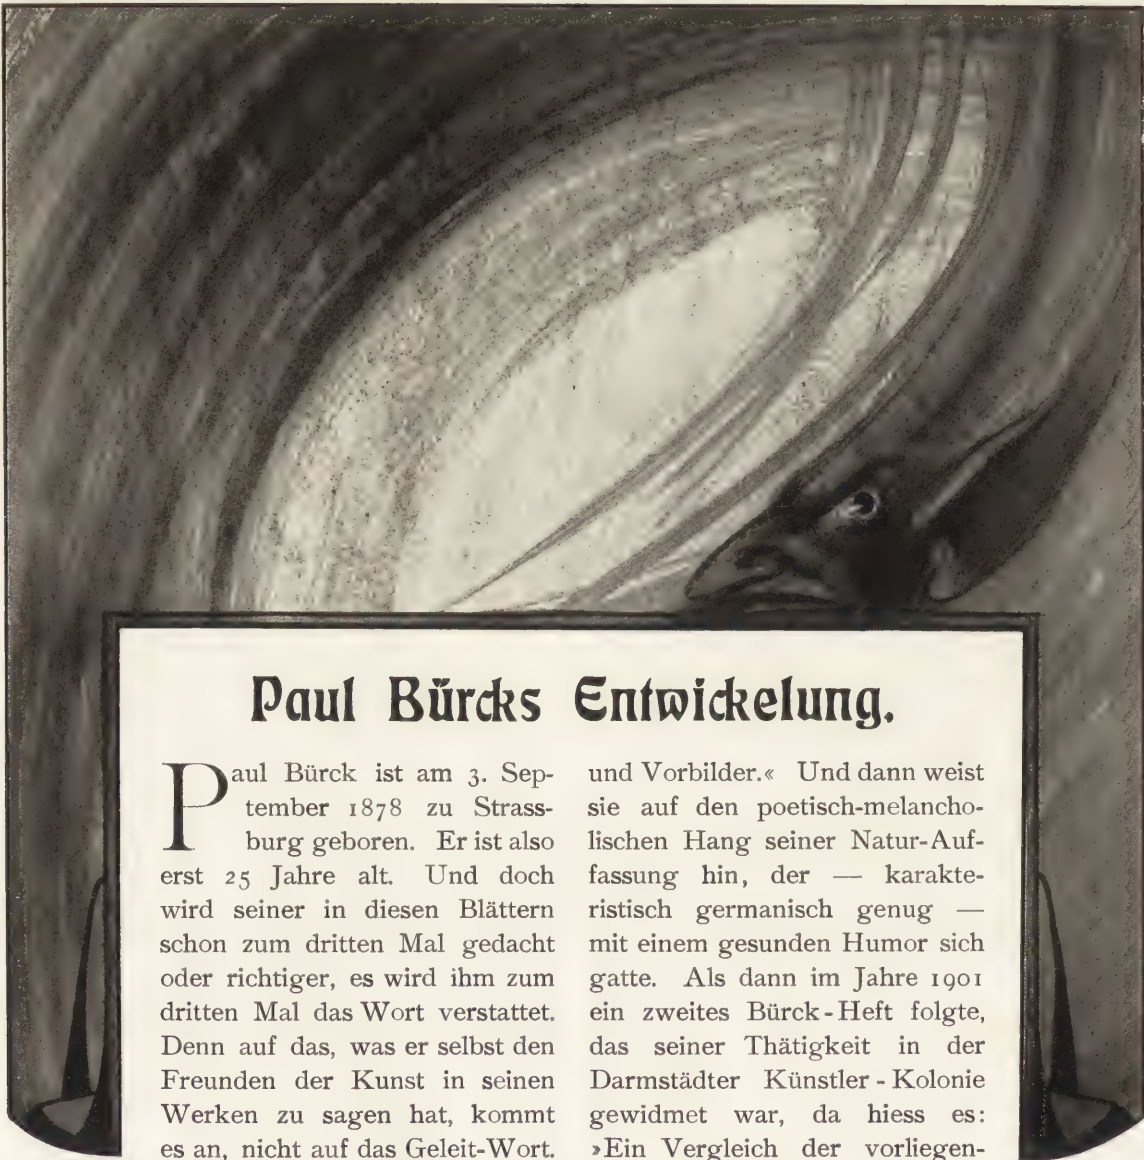 Paul Bürcks Entwickelung.
Paul Bürck ist am 3. Sep-
tember 1878 zu Strass-
burg geboren. Er ist also
erst 25 Jahre alt. Und doch
wird seiner in diesen Blättern
schon zum dritten Mal gedacht
oder richtiger, es wird ihm zum
dritten Mal das Wort verstattet.
Denn auf das, was er selbst den
Freunden der Kunst in seinen
Werken zu sagen hat, kommt
es an, nicht auf das Geleit-Wort.
und Vorbilder.« Und dann weist
sie auf den poetisch-melancho-
lischen Hang seiner Natur-Auf-
fassung hin, der — karakte-
ristisch germanisch genug —
mit einem gesunden Humor sich
gatte. Als dann im Jahre 1901
ein zweites Bürck-Heft folgte,
das seiner Thätigkeit in der
Darmstädter Künstler-Kolonie
gewidmet war, da hiess es:
»Ein Vergleich der vorliegen-